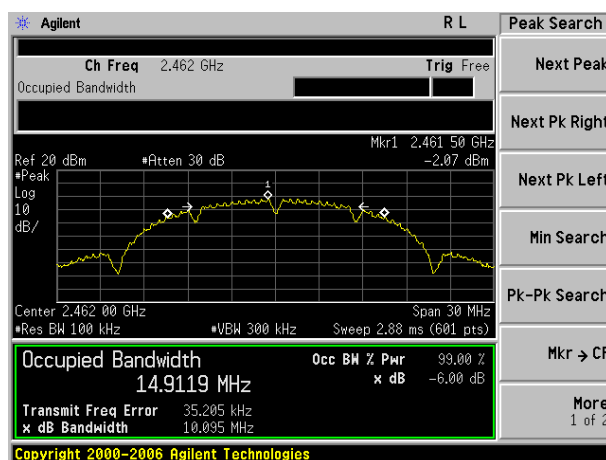 Agilent R L Peak Search
Ch Freq 2.462 GHz Trig Free
Occupied Bandwidth
Next Peak
Next Pk Right
Next Pk Left
Min Search
Pk-Pk Search
Mkr → CF
More
1 of 2
Mkr1 2.461 50 GHz
Ref 20 dBm #Atten 30 dB -2.07 dBm
#Peak
Log
10
dB/
1
Center 2.462 00 GHz Span 30 MHz
#Res BW 100 kHz #VBW 300 kHz Sweep 2.88 ms (601 pts)
Occupied Bandwidth Occ BW % Pwr 99.00 %
14.9119 MHz x dB -6.00 dB
Transmit Freq Error 35.205 kHz
x dB Bandwidth 10.095 MHz
Copyright 2000-2006 Agilent Technologies